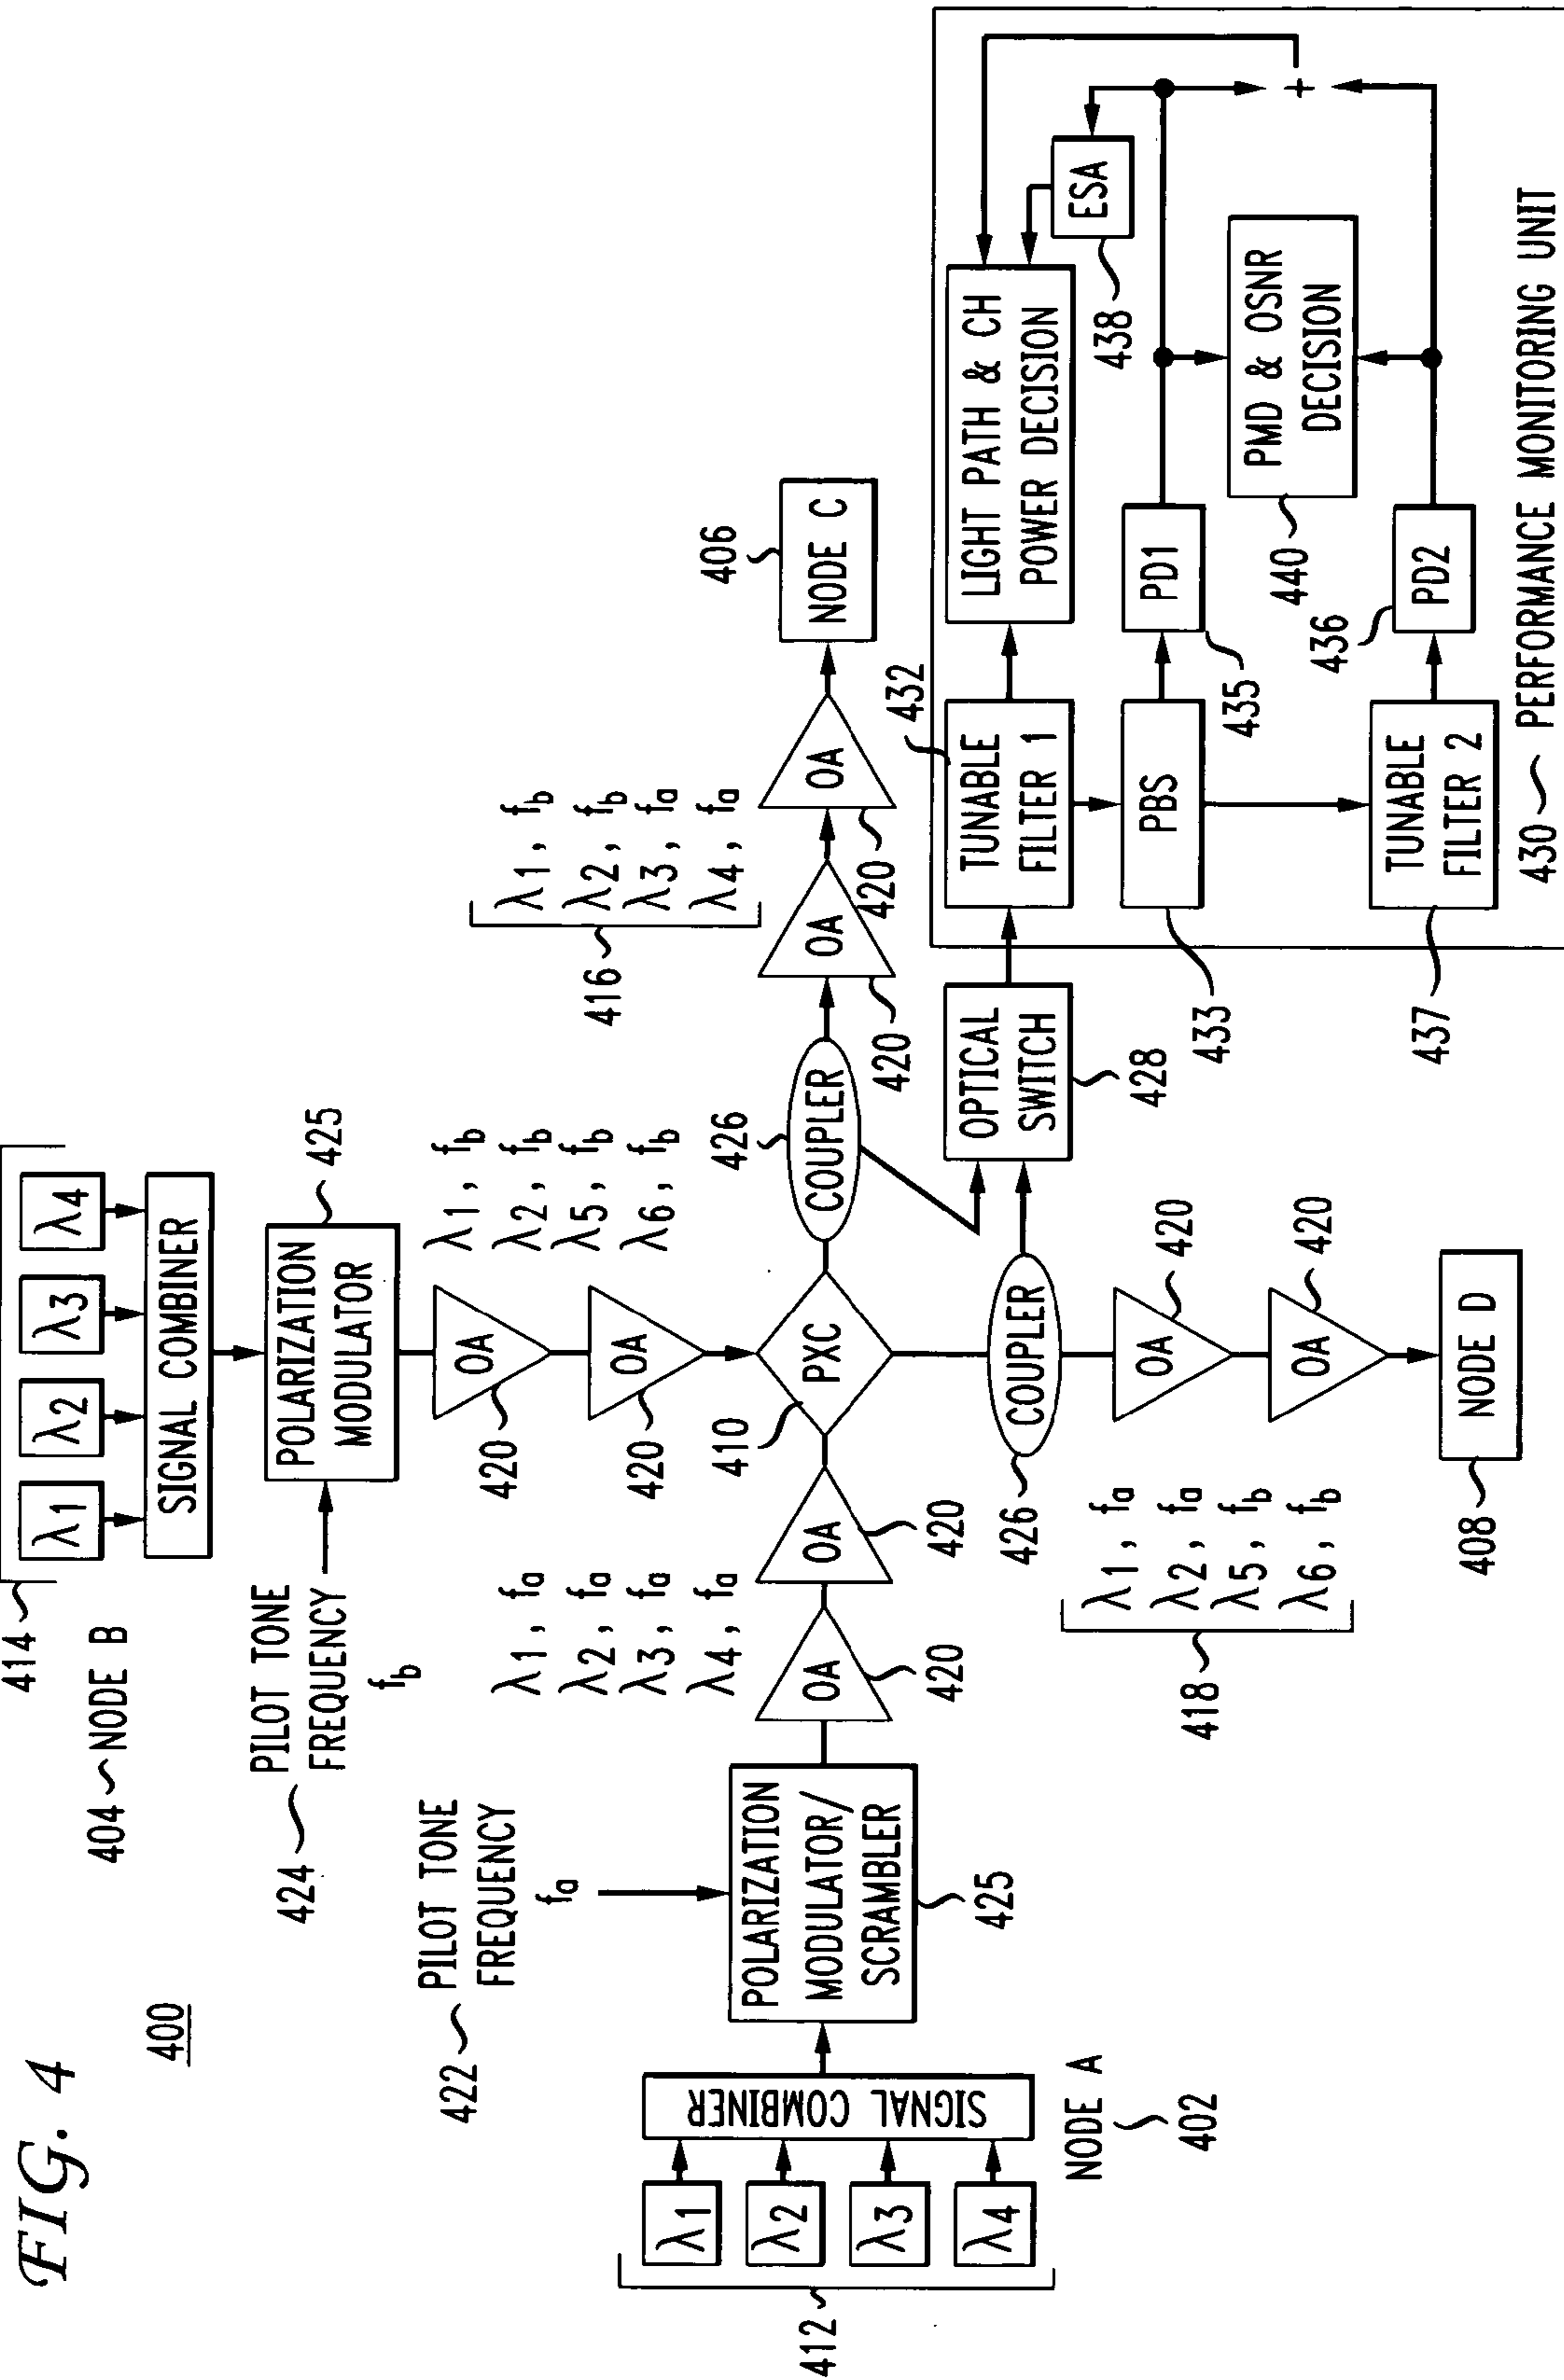 FIG. 4
400
414
λ1
λ2
λ3
λ4
SIGNAL COMBINER
404
NODE B
424
PILOT TONE
FREQUENCY
fb
POLARIZATION
MODULATOR
425
OA
420
λ1, fb
λ2, fb
λ5, fb
λ6, fb
OA
420
422
PILOT TONE
FREQUENCY
fa
412
λ1
λ2
λ3
λ4
SIGNAL COMBINER
NODE A
402
POLARIZATION
MODULATOR/
SCRAMBLER
425
λ1, fa
λ2, fa
λ3, fa
λ4, fa
OA
420
OA
420
410
PXC
COUPLER
426
416
λ1, fb
λ2, fb
λ3, fa
λ4, fa
OA
420
OA
420
NODE C
406
COUPLER
426
418
λ1, fa
λ2, fa
λ5, fb
λ6, fb
OA
420
OA
420
NODE D
408
OPTICAL
SWITCH
428
432
TUNABLE
FILTER 1
LIGHT PATH & CH
POWER DECISION
ESA
438
PBS
433
PD1
435
+
PMD & OSNR
DECISION
440
TUNABLE
FILTER 2
437
PD2
436
430
PERFORMANCE MONITORING UNIT